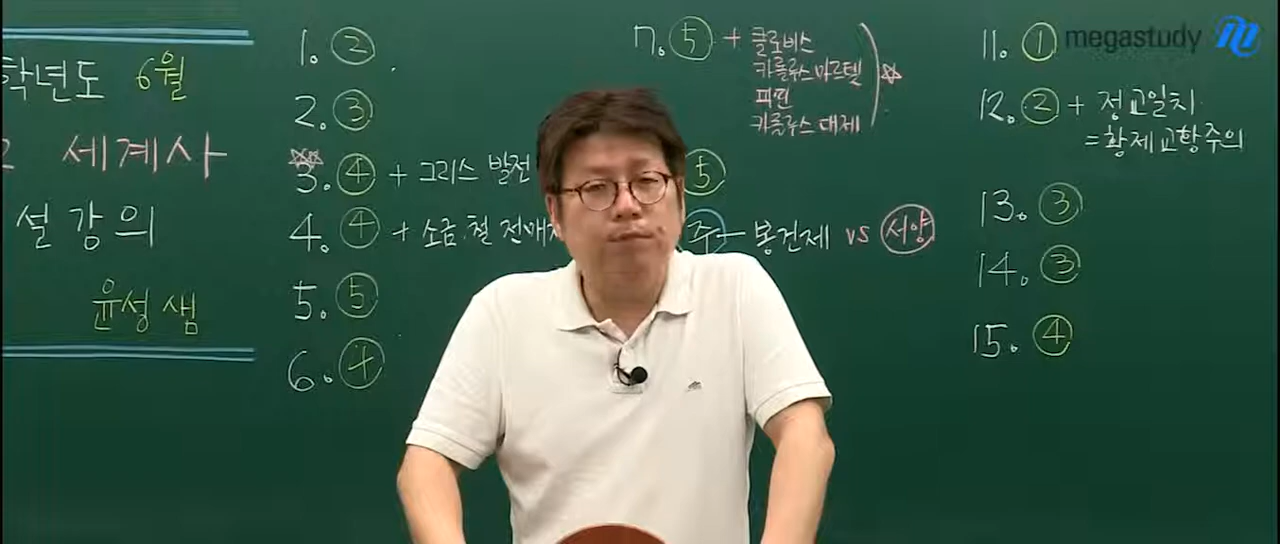 학년도 6월
세계사
설 강의
윤성 샘
1. ②
2. ③
3. ④ + 그리스 발전
4. ④ + 소금.철 전매
5. ⑤
6. ④
7. ⑤ + 클로비스
카롤루스 마르텔
피핀
카롤루스 대제
⑤
주 - 봉건제 vs 서양
11. ①
12. ② + 정교일치
= 황제교황주의
13. ③
14. ③
15. ④
megastudy